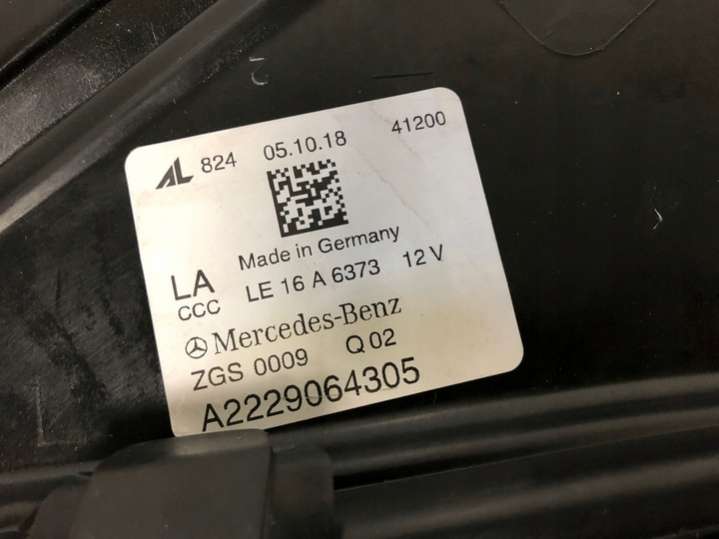 AL 824 05.10.18 41200
Made in Germany
LA
CCC LE 16 A 6373 12 V
Mercedes-Benz
ZGS 0009 Q 02
A2229064305